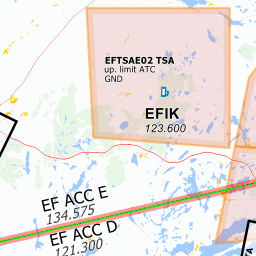 EFTSAE02 TSA
up. limit ATC
GND
EFIK
123.600
EF ACC E
134.575
EF ACC D
121.300